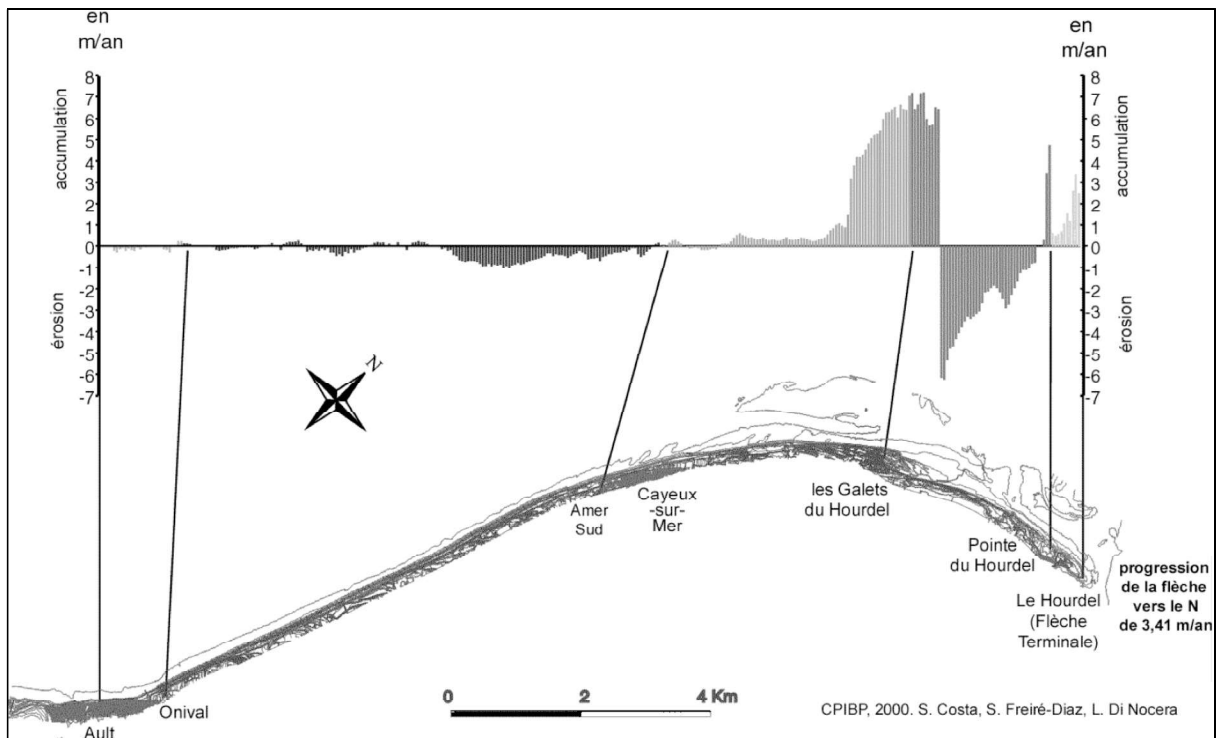 en
m/an
en
m/an
8
7
6
5
4
3
2
1
0
-1
-2
-3
-4
-5
-6
-7
accumulation
érosion
8
7
6
5
4
3
2
1
0
-1
-2
-3
-4
-5
-6
-7
accumulation
érosion
N
Amer
Sud
Cayeux
-sur-
Mer
les Galets
du Hourdel
Pointe
du Hourdel
Le Hourdel
(Flèche
Terminale)
progression
de la flèche
vers le N
de 3,41 m/an
Onival
Ault
0 2 4 Km
CPIBP, 2000. S. Costa, S. Freiré-Diaz, L. Di Nocera